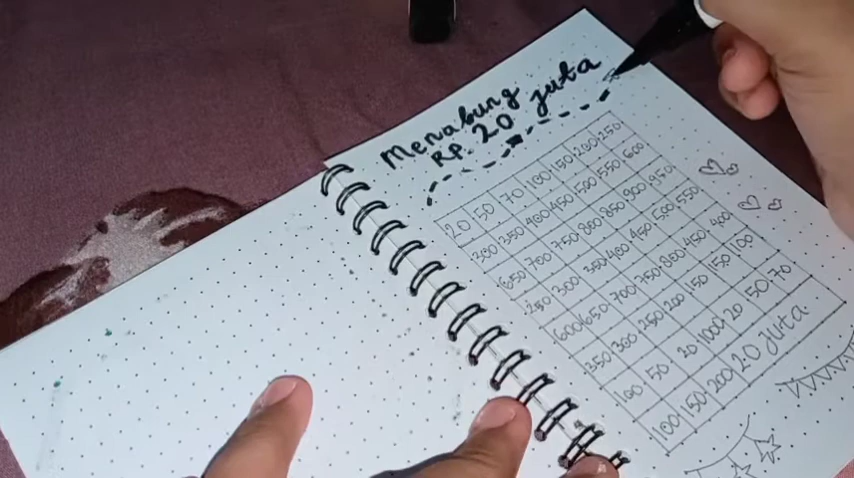 Menabung
Rp. 20 juta
20 50 70 100 150 200 250
300 350 400 450 500 550 600
650 700 750 800 850 900 950
250 300 350 400 450 500 550
600 650 700 750 800 450 400
350 300 250 200 150 150 100
100 50 20 100 20 50 70
100 150 200 20 juta